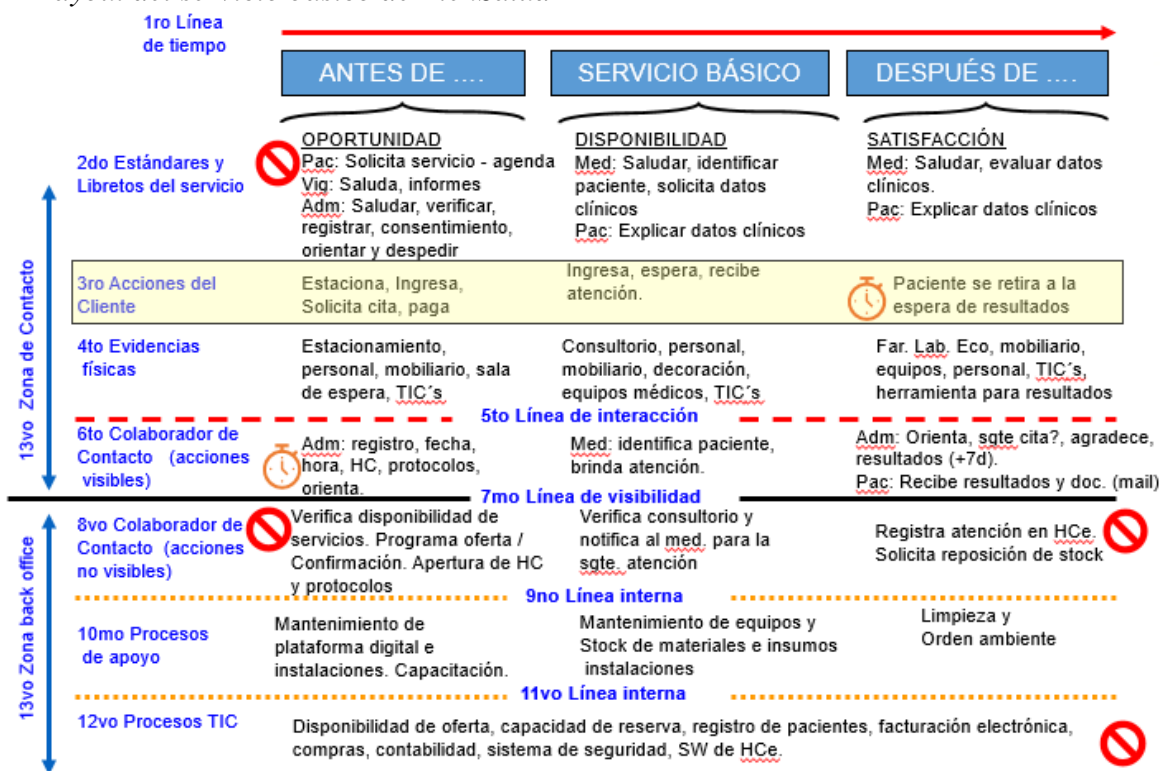 1ro Línea
de tiempo
ANTES DE ....
SERVICIO BÁSICO
DESPUÉS DE ....
2do Estándares y
Libretos del servicio
OPORTUNIDAD
Pac: Solicita servicio - agenda
Vig: Saluda, informes
Adm: Saludar, verificar,
registrar, consentimiento,
orientar y despedir
DISPONIBILIDAD
Med: Saludar, identificar
paciente, solicita datos
clínicos
Pac: Explicar datos clínicos
SATISFACCIÓN
Med: Saludar, evaluar datos
clínicos.
Pac: Explicar datos clínicos
13vo Zona de Contacto
3ro Acciones del
Cliente
Estaciona, Ingresa,
Solicita cita, paga
Ingresa, espera, recibe
atención.
Paciente se retira a la
espera de resultados
4to Evidencias
físicas
Estacionamiento,
personal, mobiliario, sala
de espera, TIC´s
Consultorio, personal,
mobiliario, decoración,
equipos médicos, TIC´s
Far. Lab. Eco, mobiliario,
equipos, personal, TIC´s,
herramienta para resultados
5to Línea de interacción
6to Colaborador de
Contacto (acciones
visibles)
Adm: registro, fecha,
hora, HC, protocolos,
orienta.
Med: identifica paciente,
brinda atención.
Adm: Orienta, sgte cita?, agradece,
resultados (+7d).
Pac: Recibe resultados y doc. (mail)
7mo Línea de visibilidad
13vo Zona back office
8vo Colaborador de
Contacto (acciones
no visibles)
Verifica disponibilidad de
servicios. Programa oferta /
Confirmación. Apertura de HC
y protocolos
Verifica consultorio y
notifica al med. para la
sgte. atención
Registra atención en HCe.
Solicita reposición de stock
9no Línea interna
10mo Procesos
de apoyo
Mantenimiento de
plataforma digital e
instalaciones. Capacitación.
Mantenimiento de equipos y
Stock de materiales e insumos
instalaciones
Limpieza y
Orden ambiente
11vo Línea interna
12vo Procesos TIC
Disponibilidad de oferta, capacidad de reserva, registro de pacientes, facturación electrónica,
compras, contabilidad, sistema de seguridad, SW de HCe.